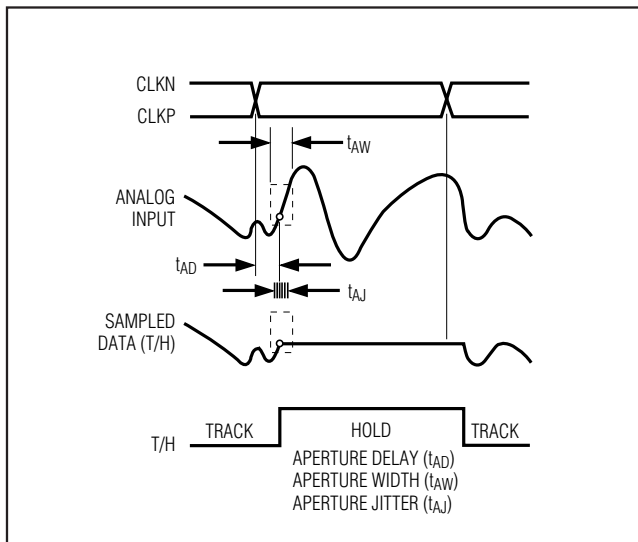 CLKN
CLKP
tAW
ANALOG
INPUT
tAD
tAJ
SAMPLED
DATA (T/H)
T/H
TRACK
HOLD
TRACK
APERTURE DELAY (tAD)
APERTURE WIDTH (tAW)
APERTURE JITTER (tAJ)